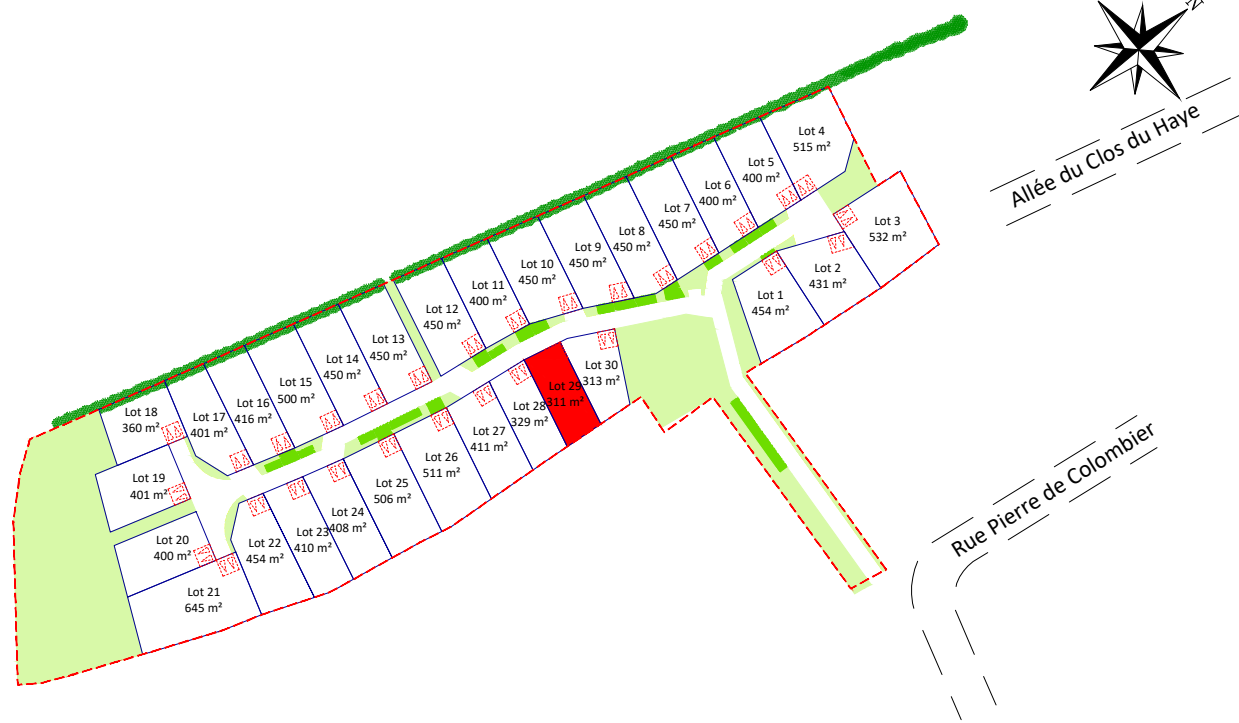 N
Allée du Clos du Haye
Lot 4
515 m²
Lot 5
400 m²
Lot 6
400 m²
Lot 7
450 m²
Lot 3
532 m²
Lot 8
450 m²
Lot 9
450 m²
Lot 10
450 m²
Lot 2
431 m²
Lot 11
400 m²
Lot 1
454 m²
Lot 12
450 m²
Lot 13
450 m²
Lot 14
450 m²
Lot 30
313 m²
Lot 15
500 m²
Lot 29
311 m²
Lot 16
416 m²
Lot 28
329 m²
Lot 18
360 m²
Lot 17
401 m²
Lot 27
411 m²
Lot 26
511 m²
Rue Pierre de Colombier
Lot 19
401 m²
Lot 25
506 m²
Lot 24
408 m²
Lot 20
400 m²
Lot 23
410 m²
Lot 22
454 m²
Lot 21
645 m²